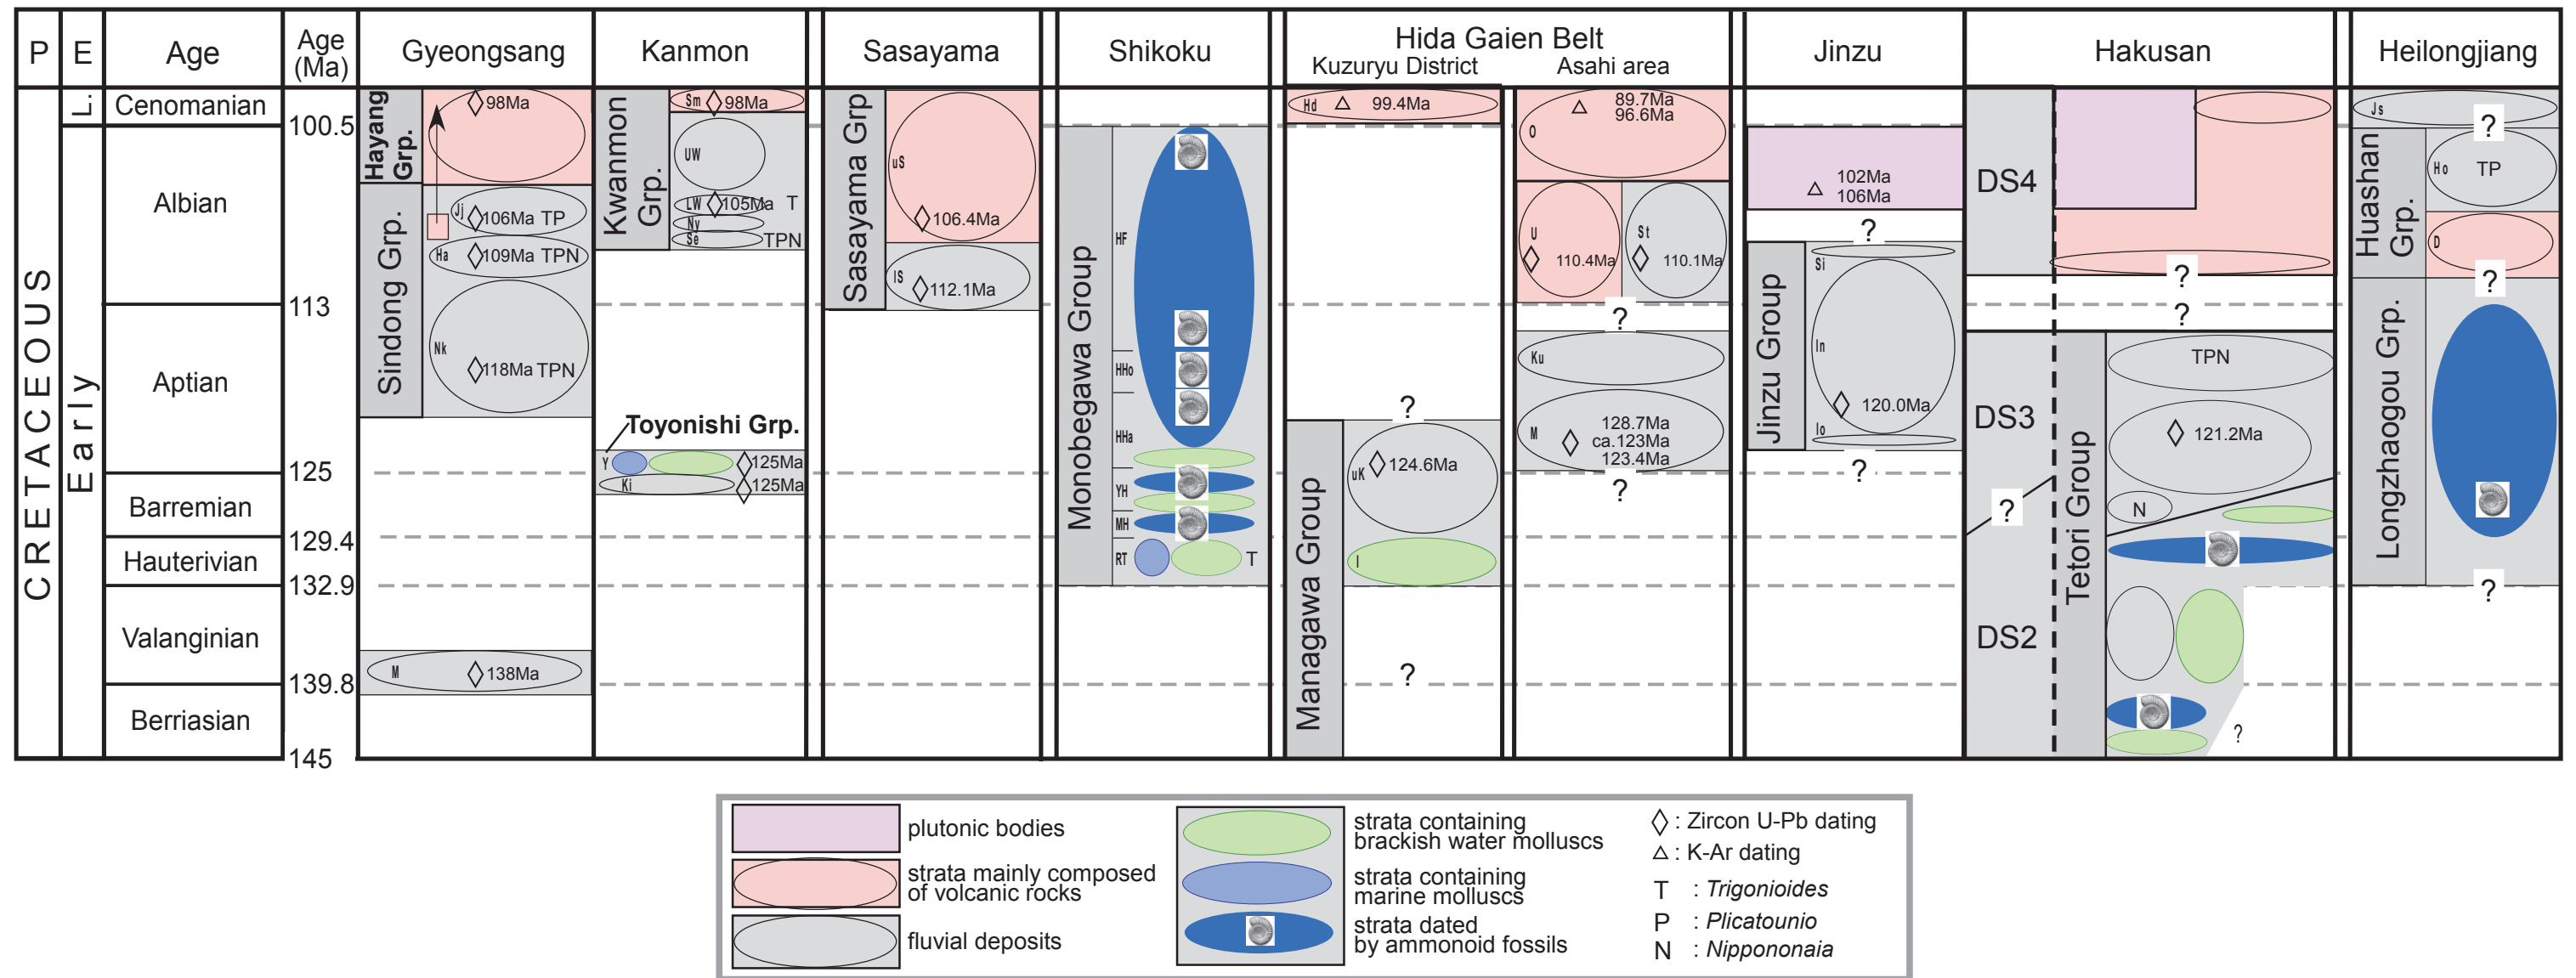 P E Age Age (Ma) Gyeongsang Kanmon Sasayama Shikoku Hida Gaien Belt Jinzu Hakusan Heilongjiang
Kuzuryu District Asahi area
CRETACEOUS
L.
Early
Cenomanian
100.5
Albian
113
Aptian
125
Barremian
129.4
Hauterivian
132.9
Valanginian
139.8
Berriasian
145
Hayang Grp.
98Ma
Sindong Grp.
Jj 106Ma TP
Ha 109Ma TPN
Nk 118Ma TPN
M 138Ma
Kwanmon Grp.
Sm 98Ma
UW
LW 105Ma T
Ny
Se TPN
Toyonishi Grp.
Y 125Ma
Ki 125Ma
Sasayama Grp
uS
106.4Ma
lS
112.1Ma
Monobegawa Group
HF
HHo
HHa
YH
MH
RT T
Hd 99.4Ma
?
Managawa Group
uK 124.6Ma
I
?
89.7Ma
96.6Ma
O
U 110.4Ma
St 110.1Ma
?
Ku
M
128.7Ma
ca.123Ma
123.4Ma
?
102Ma
106Ma
?
Jinzu Group
Si
In
120.0Ma
Io
?
DS4
?
?
DS3
?
DS2
Tetori Group
TPN
121.2Ma
N
?
Js
?
Huashan Grp.
Ho TP
D
?
Longzhaogou Grp.
?
plutonic bodies
strata mainly composed
of volcanic rocks
fluvial deposits
strata containing
brackish water molluscs
strata containing
marine molluscs
strata dated
by ammonoid fossils
: Zircon U-Pb dating
: K-Ar dating
T : Trigonioides
P : Plicatounio
N : Nippononaia